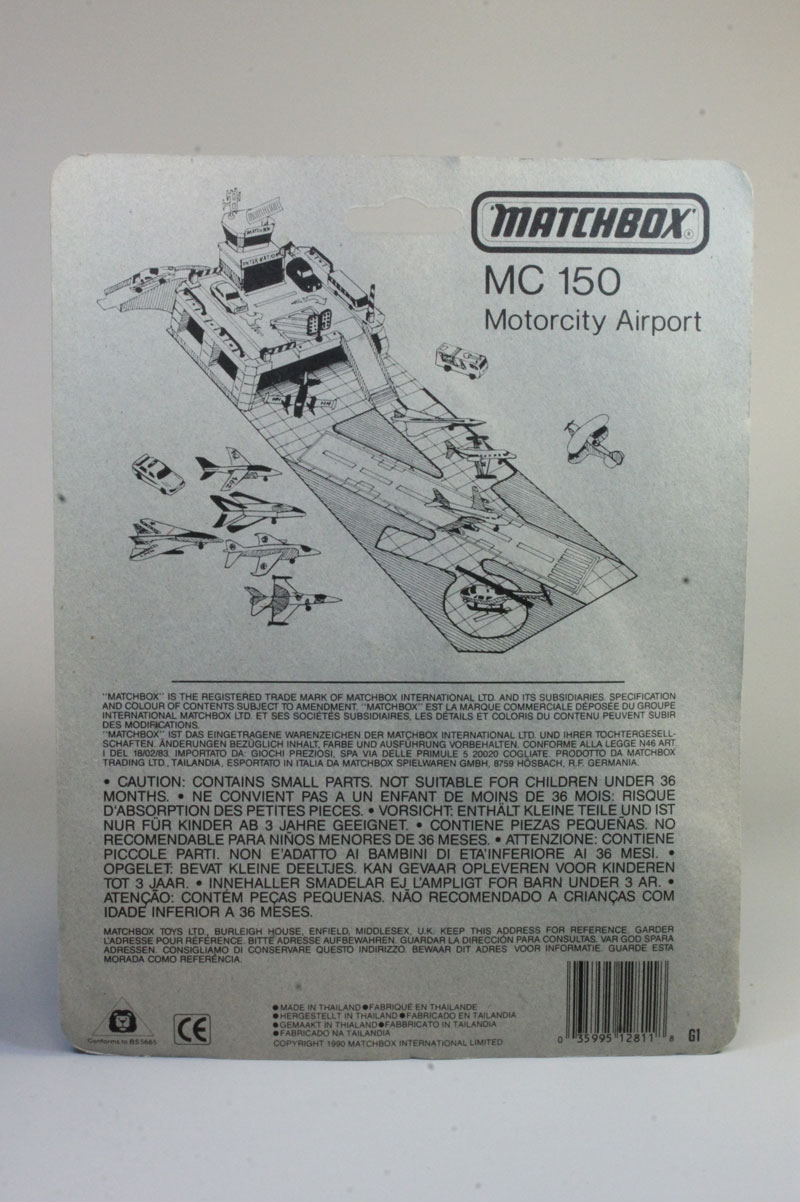 MATCHBOX
MC 150
Motorcity Airport
"MATCHBOX" IS THE REGISTERED TRADE MARK OF MATCHBOX INTERNATIONAL LTD. AND ITS SUBSIDIARIES. SPECIFICATION
AND COLOUR OF CONTENTS SUBJECT TO AMENDMENT. "MATCHBOX" EST LA MARQUE COMMERCIALE DÉPOSÉE DU GROUPE
INTERNATIONAL MATCHBOX LTD. ET SES SOCIÉTÉS SUBSIDIAIRES, LES DÉTAILS ET COLORIS DU CONTENU PEUVENT SUBIR
DES MODIFICATIONS.
"MATCHBOX" IST DAS EINGETRAGENE WARENZEICHEN DER MATCHBOX INTERNATIONAL LTD. UND IHRER TOCHTERGESELL-
SCHAFTEN. ÄNDERUNGEN BEZÜGLICH INHALT, FARBE UND AUSFÜHRUNG VORBEHALTEN. CONFORME ALLA LEGGE N46 ART
1 DEL 18/02/83. IMPORTATO DA: GIOCHI PREZIOSI, SPA VIA DELLE PRIMULE 5 20020 COGLIATE. PRODOTTO DA MATCHBOX
TRADING LTD., TAILANDIA. ESPORTATO IN ITALIA DA MATCHBOX SPIELWAREN GMBH, 8759 HÖSBACH, R.F. GERMANIA.
• CAUTION: CONTAINS SMALL PARTS. NOT SUITABLE FOR CHILDREN UNDER 36
MONTHS. • NE CONVIENT PAS A UN ENFANT DE MOINS DE 36 MOIS: RISQUE
D'ABSORPTION DES PETITES PIECES. • VORSICHT: ENTHÄLT KLEINE TEILE UND IST
NUR FÜR KINDER AB 3 JAHRE GEEIGNET. • CONTIENE PIEZAS PEQUEÑAS. NO
RECOMENDABLE PARA NIÑOS MENORES DE 36 MESES. • ATTENZIONE: CONTIENE
PICCOLE PARTI. NON E'ADATTO AI BAMBINI DI ETA'INFERIORE AI 36 MESI. •
OPGELET: BEVAT KLEINE DEELTJES. KAN GEVAAR OPLEVEREN VOOR KINDEREN
TOT 3 JAAR. • INNEHALLER SMADELAR EJ LAMPLIGT FOR BARN UNDER 3 AR. •
ATENÇÃO: CONTÉM PEÇAS PEQUENAS. NÃO RECOMENDADO A CRIANÇAS COM
IDADE INFERIOR A 36 MESES.
MATCHBOX TOYS LTD., BURLEIGH HOUSE, ENFIELD, MIDDLESEX, U.K. KEEP THIS ADDRESS FOR REFERENCE. GARDER
L'ADRESSE POUR RÉFÉRENCE. BITTE ADRESSE AUFBEWAHREN. GUARDAR LA DIRECCIÓN PARA CONSULTAS. VAR GOD SPARA
ADRESSEN. CONSIGLIAMO DI CONSERVARE QUESTO INDIRIZZO. BEWAAR DIT ADRES VOOR INFORMATIE. GUARDE ESTA
MORADA COMO REFERÊNCIA.
Conforms to BS5665
CE
●MADE IN THAILAND●FABRIQUE EN THAILANDE
●HERGESTELLT IN THAILAND●FABRICADO EN TAILANDIA
●GEMAAKT IN THIALAND●FABBRICATO IN TAILANDIA
●FABRICADO NA TAILANDIA
COPYRIGHT 1990 MATCHBOX INTERNATIONAL LIMITED
0 35995 12811 8
G1